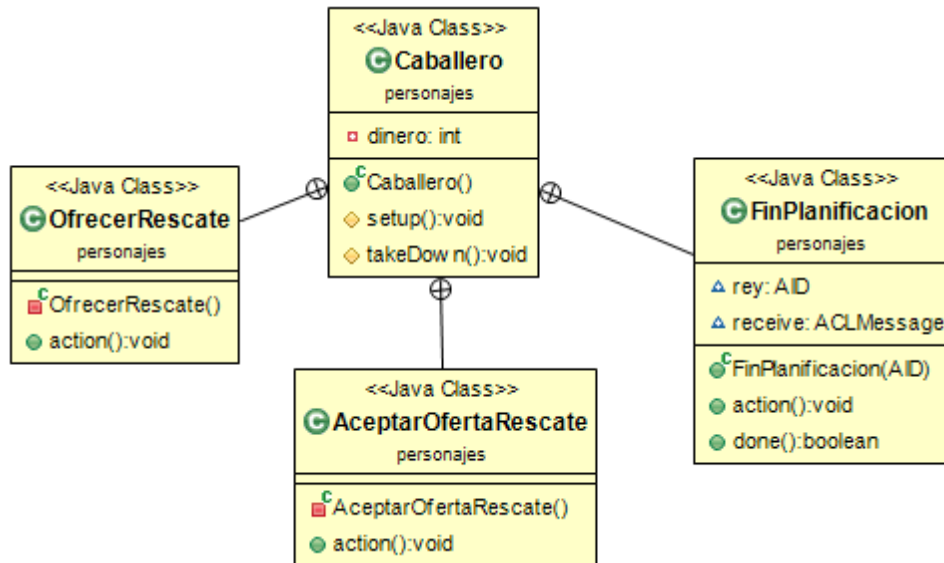 <<Java Class>>
Caballero
personajes
dinero: int
Caballero()
setup():void
takeDown():void
<<Java Class>>
OfrecerRescate
personajes
OfrecerRescate()
action():void
<<Java Class>>
FinPlanificacion
personajes
rey: AID
receive: ACLMessage
FinPlanificacion(AID)
action():void
done():boolean
<<Java Class>>
AceptarOfertaRescate
personajes
AceptarOfertaRescate()
action():void